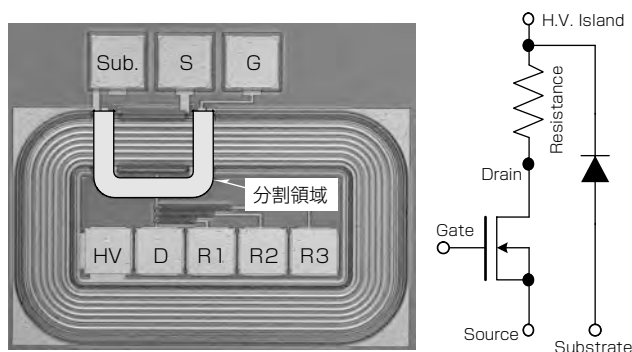 Sub.
S
G
分割領域
HV
D
R1
R2
R3
H.V. Island
Resistance
Drain
Gate
Source
Substrate